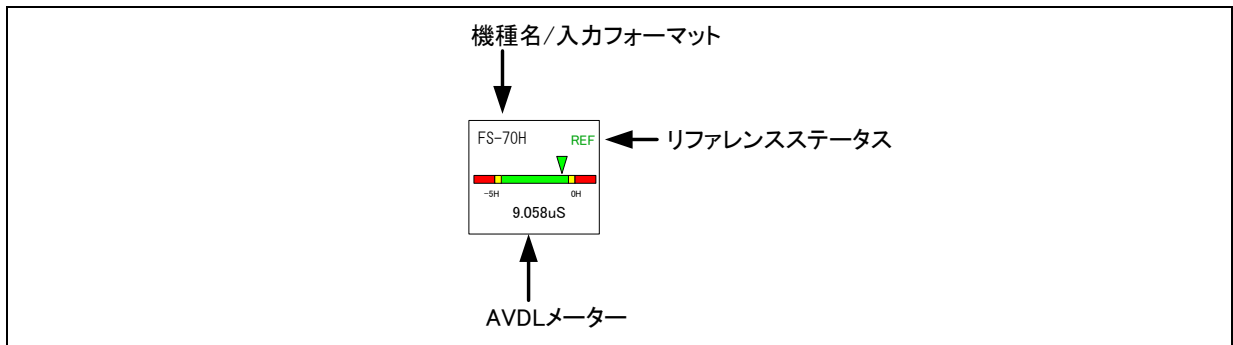 機種名/入力フォーマット
FS-70H
REF
リファレンスステータス
-5H
0H
9.058uS
AVDLメーター